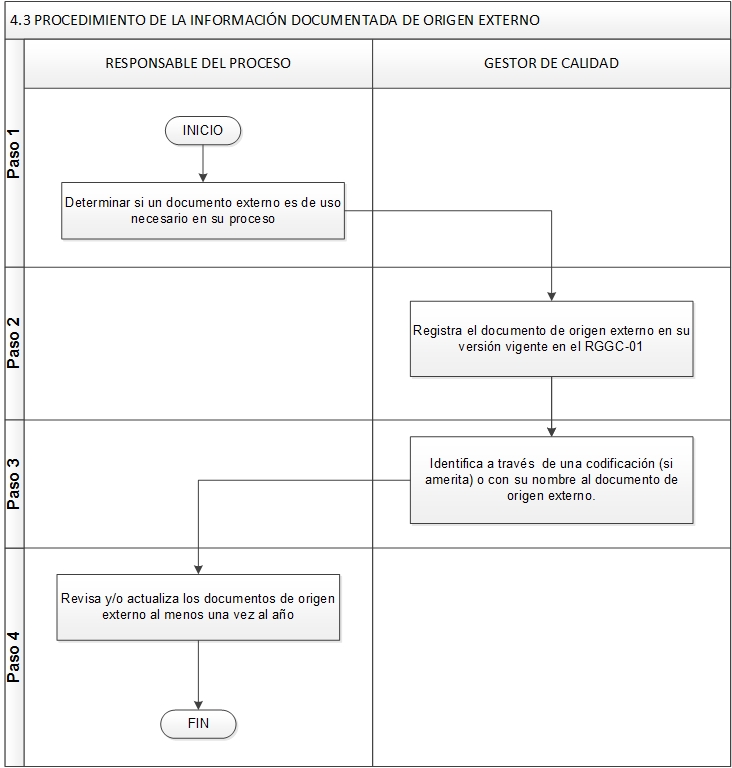 4.3 PROCEDIMIENTO DE LA INFORMACIÓN DOCUMENTADA DE ORIGEN EXTERNO
RESPONSABLE DEL PROCESO
GESTOR DE CALIDAD
Paso 1
INICIO
Determinar si un documento externo es de uso
necesario en su proceso
Paso 2
Registra el documento de origen externo en su
versión vigente en el RGGC-01
Paso 3
Identifica a través de una codificación (si
amerita) o con su nombre al documento de
origen externo.
Paso 4
Revisa y/o actualiza los documentos de origen
externo al menos una vez al año
FIN